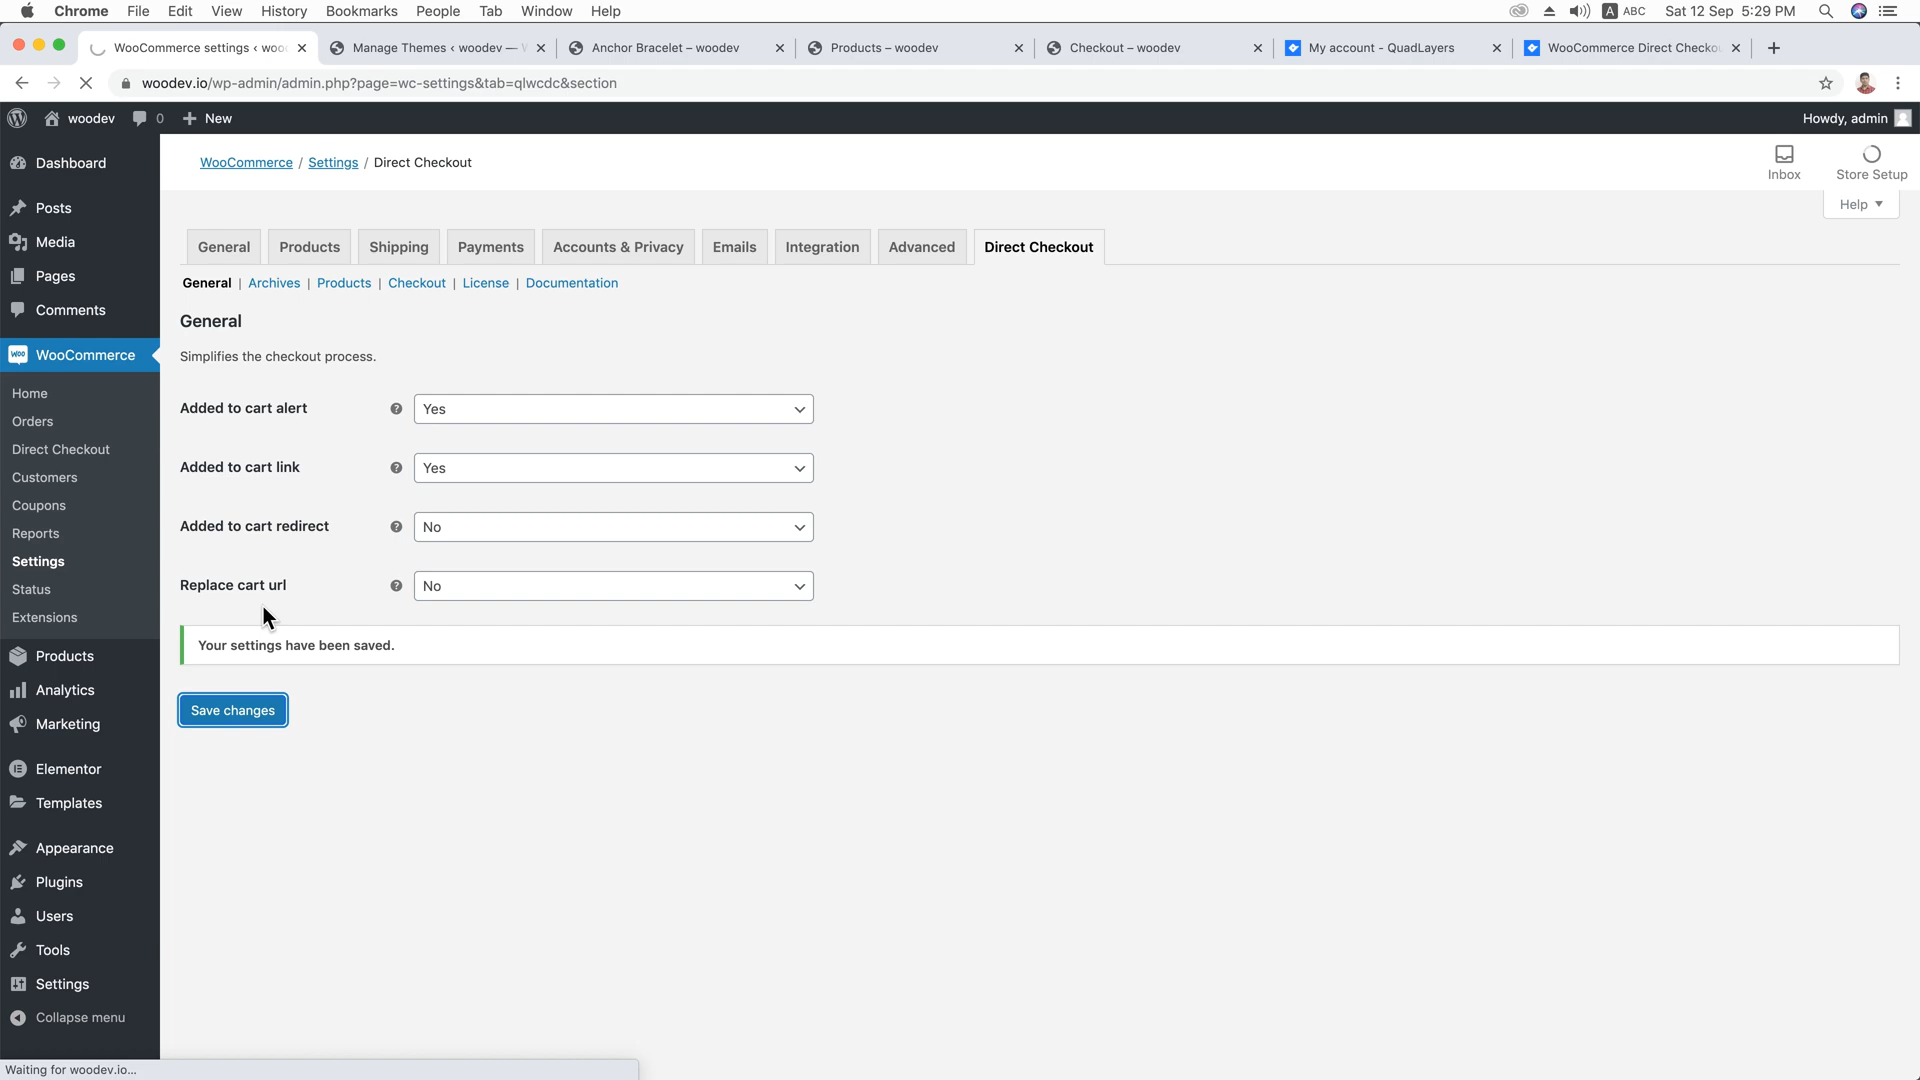 Chrome File Edit View History Bookmarks People Tab Window Help
A ABC Sat 12 Sep 5:29 PM
WooCommerce settings ‹ woo
Manage Themes ‹ woodev —
Anchor Bracelet – woodev
Products – woodev
Checkout – woodev
My account - QuadLayers
WooCommerce Direct Checko
woodev.io/wp-admin/admin.php?page=wc-settings&tab=qlwcdc&section
woodev 0 + New
Howdy, admin
WooCommerce / Settings / Direct Checkout
Inbox
Store Setup
Help
Dashboard
Posts
Media
Pages
Comments
Woo WooCommerce
Home
Orders
Direct Checkout
Customers
Coupons
Reports
Settings
Status
Extensions
Products
Analytics
Marketing
Elementor
Templates
Appearance
Plugins
Users
Tools
Settings
Collapse menu
General Products Shipping Payments Accounts & Privacy Emails Integration Advanced Direct Checkout
General | Archives | Products | Checkout | License | Documentation
General
Simplifies the checkout process.
Added to cart alert ? Yes
Added to cart link ? Yes
Added to cart redirect ? No
Replace cart url ? No
Your settings have been saved.
Save changes
Waiting for woodev.io...